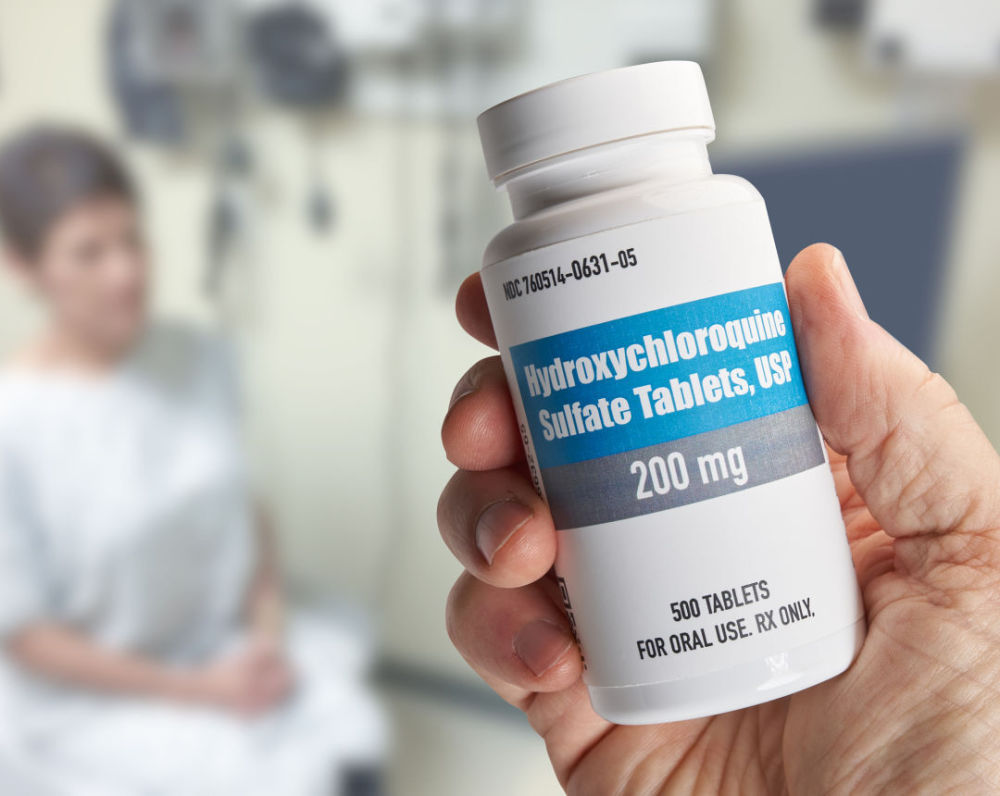 NDC 760514-0631-05
Hydroxychloroquine
Sulfate Tablets, USP
200 mg
500 TABLETS
FOR ORAL USE. RX ONLY,